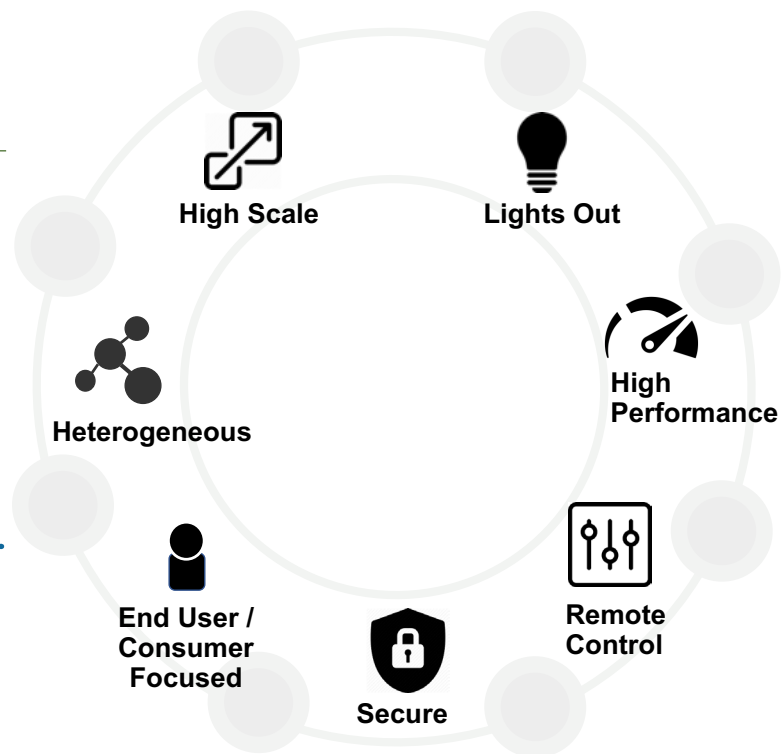 High Scale
Lights Out
High
Performance
Heterogeneous
Remote
Control
End User /
Consumer
Focused
Secure